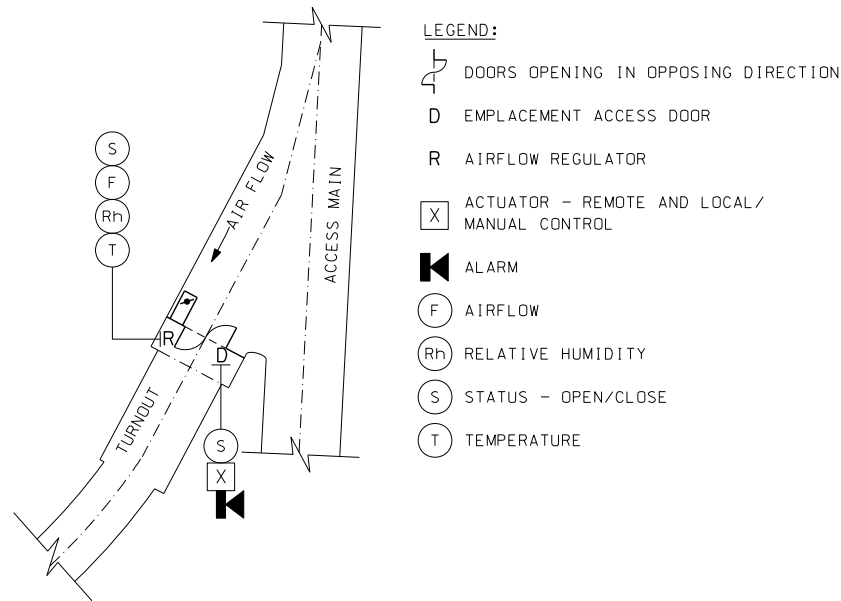 LEGEND:
DOORS OPENING IN OPPOSING DIRECTION
D EMPLACEMENT ACCESS DOOR
R AIRFLOW REGULATOR
X ACTUATOR - REMOTE AND LOCAL/
MANUAL CONTROL
ALARM
F AIRFLOW
Rh RELATIVE HUMIDITY
S STATUS - OPEN/CLOSE
T TEMPERATURE
S
F
Rh
T
AIR FLOW
ACCESS MAIN
R
D
TURNOUT
S
X